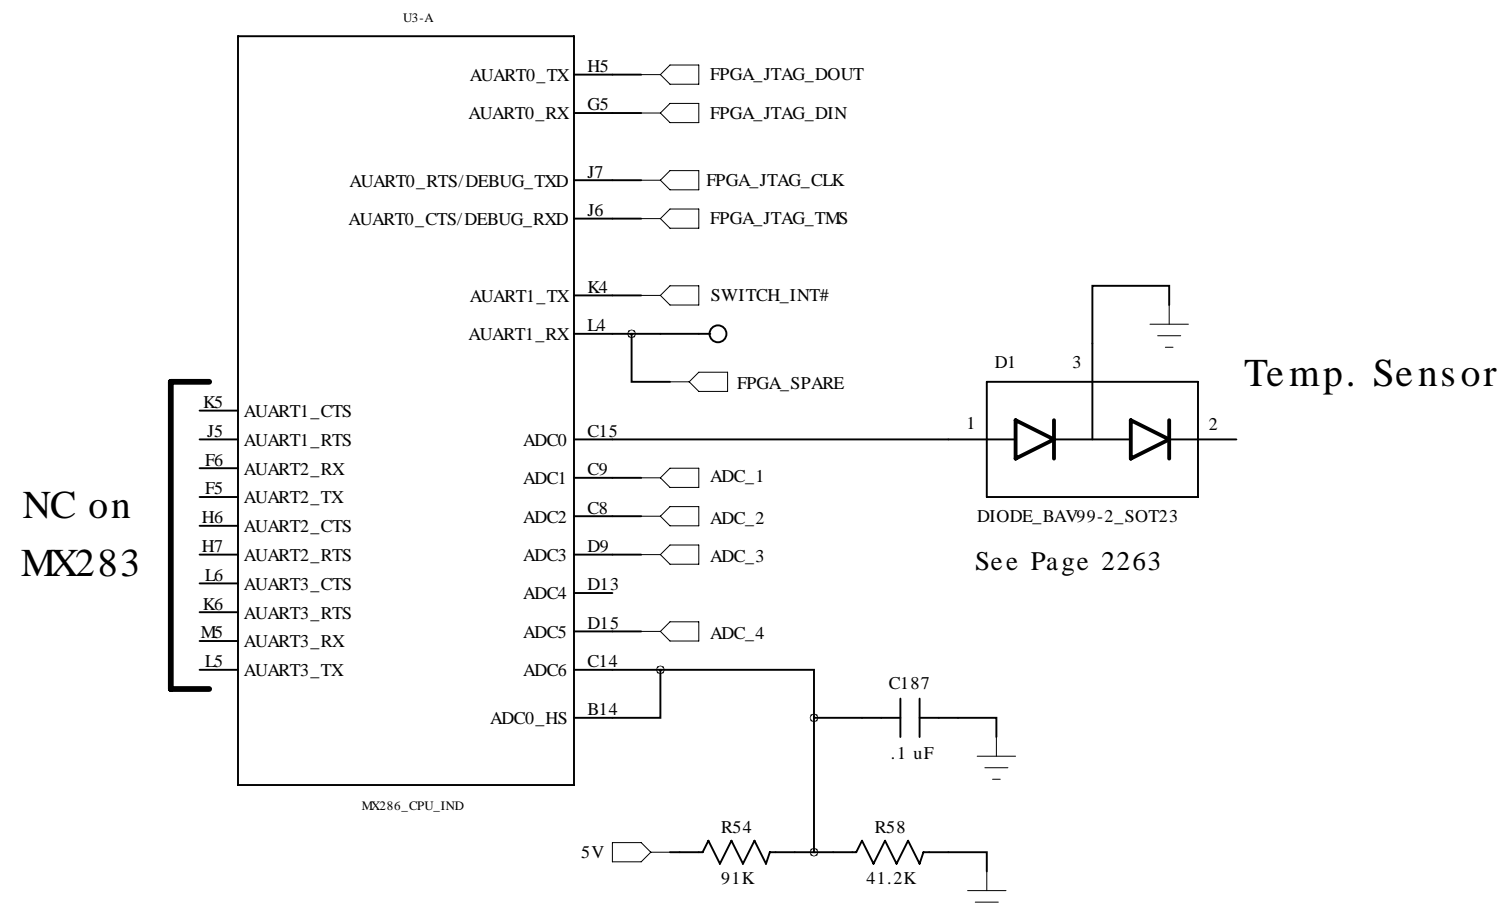 U3-A
AUART0_TX H5 FPGA_JTAG_DOUT
AUART0_RX G5 FPGA_JTAG_DIN
AUART0_RTS/DEBUG_TXD J7 FPGA_JTAG_CLK
AUART0_CTS/DEBUG_RXD J6 FPGA_JTAG_TMS
AUART1_TX K4 SWITCH_INT#
AUART1_RX L4
FPGA_SPARE
D1 3
Temp. Sensor
1 2
K5 AUART1_CTS
J5 AUART1_RTS
F6 AUART2_RX
F5 AUART2_TX
H6 AUART2_CTS
H7 AUART2_RTS
L6 AUART3_CTS
K6 AUART3_RTS
M5 AUART3_RX
L5 AUART3_TX
NC on
MX283
ADC0 C15
ADC1 C9 ADC_1
ADC2 C8 ADC_2
ADC3 D9 ADC_3
ADC4 D13
ADC5 D15 ADC_4
ADC6 C14
ADC0_HS B14
DIODE_BAV99-2_SOT23
See Page 2263
C187
.1 uF
MX286_CPU_IND
R54 R58
5V
91K 41.2K